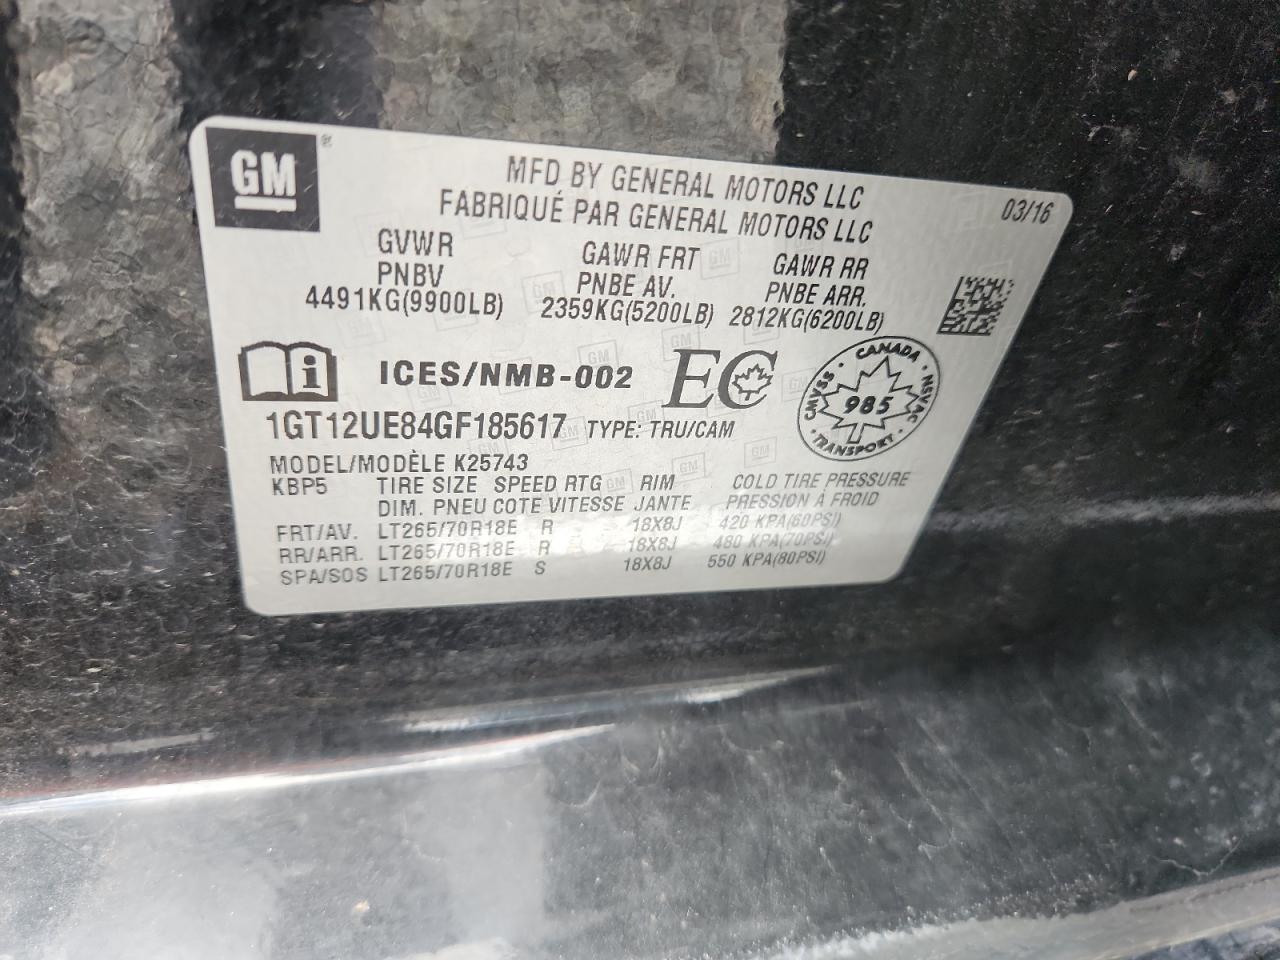 GM
MFD BY GENERAL MOTORS LLC
FABRIQUÉ PAR GENERAL MOTORS LLC
03/16
GVWR GAWR FRT GAWR RR
PNBV PNBE AV. PNBE ARR.
4491KG(9900LB) 2359KG(5200LB) 2812KG(6200LB)
i ICES/NMB-002 EC
CANADA
CMVSS 985 NSVAC
TRANSPORT
1GT12UE84GF185617 TYPE: TRU/CAM
MODEL/MODÈLE K25743
KBP5 TIRE SIZE SPEED RTG RIM COLD TIRE PRESSURE
DIM. PNEU COTE VITESSE JANTE PRESSION A FROID
FRT/AV. LT265/70R18E R 18X8J 420 KPA(60PSI)
RR/ARR. LT265/70R18E R 18X8J 480 KPA(70PSI)
SPA/SOS LT265/70R18E S 18X8J 550 KPA(80PSI)